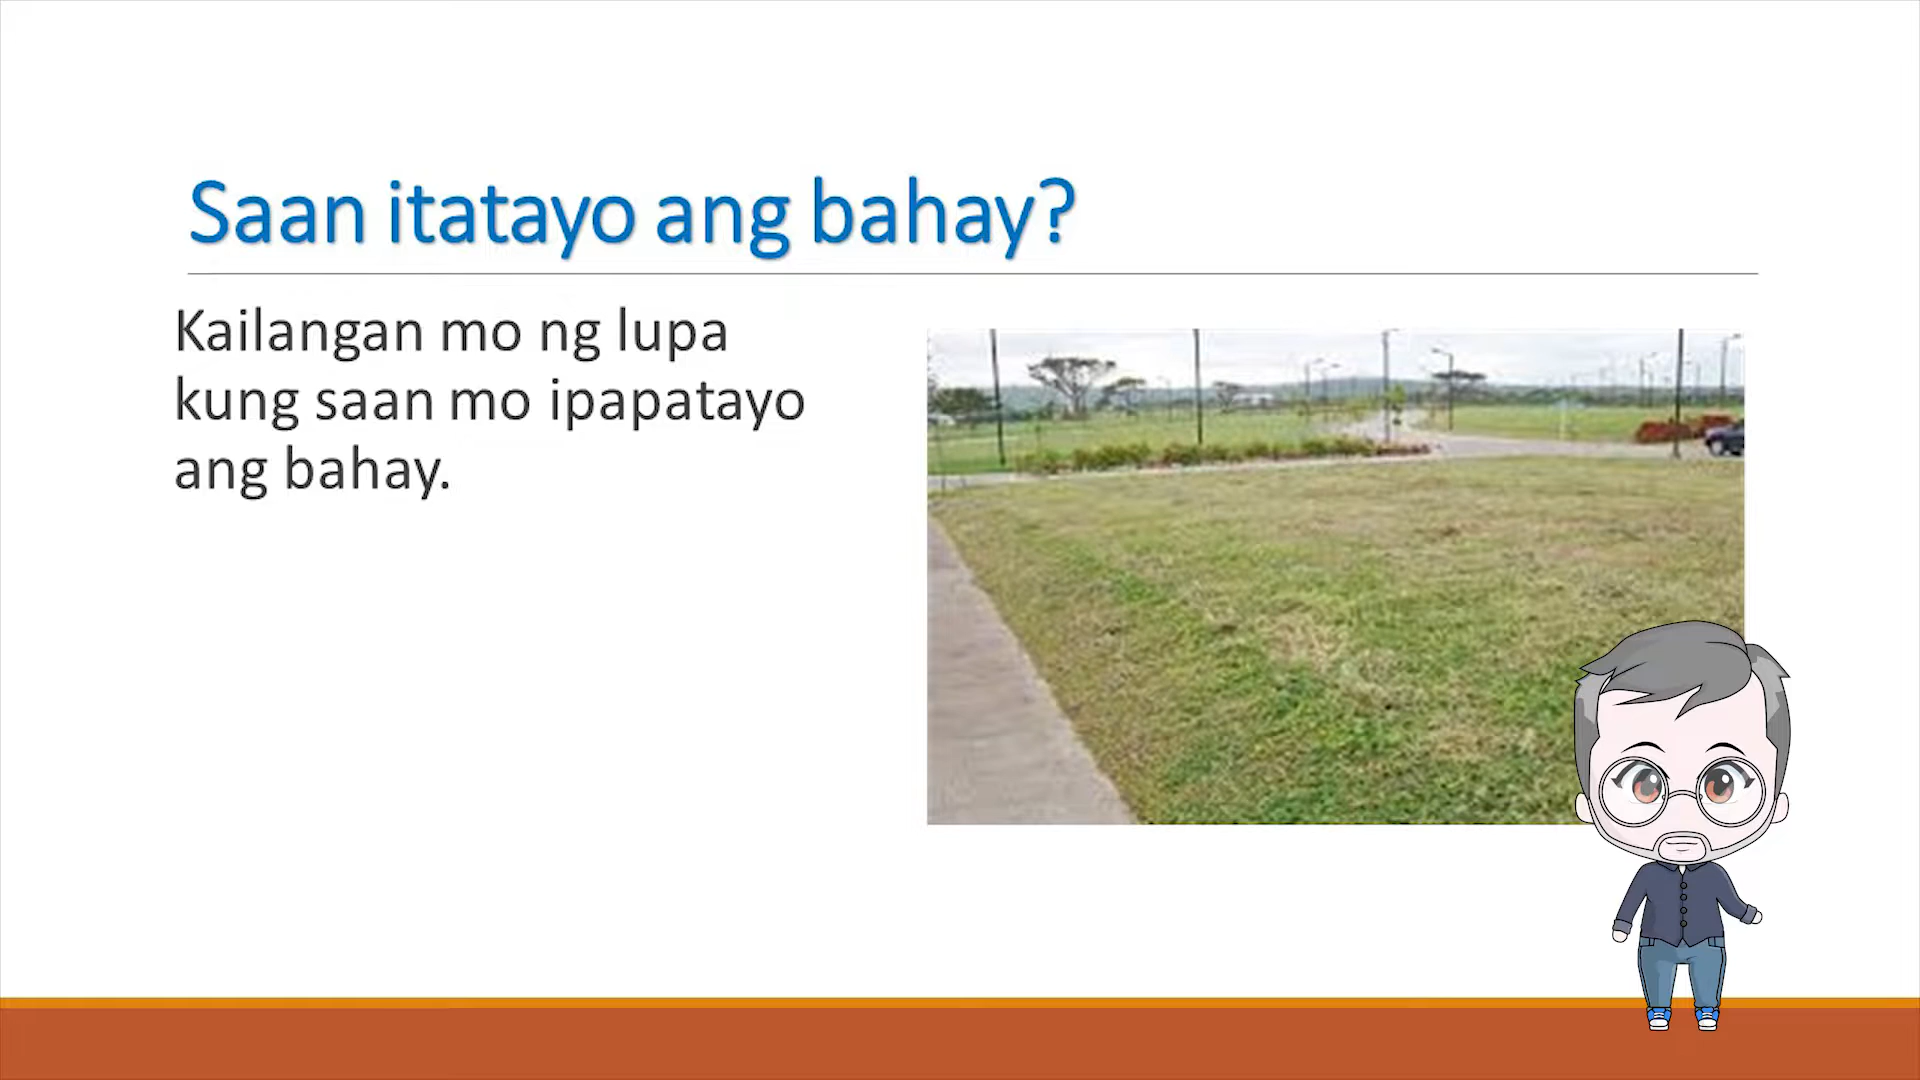 Saan itatayo ang bahay?
Kailangan mo ng lupa
kung saan mo ipapatayo
ang bahay.